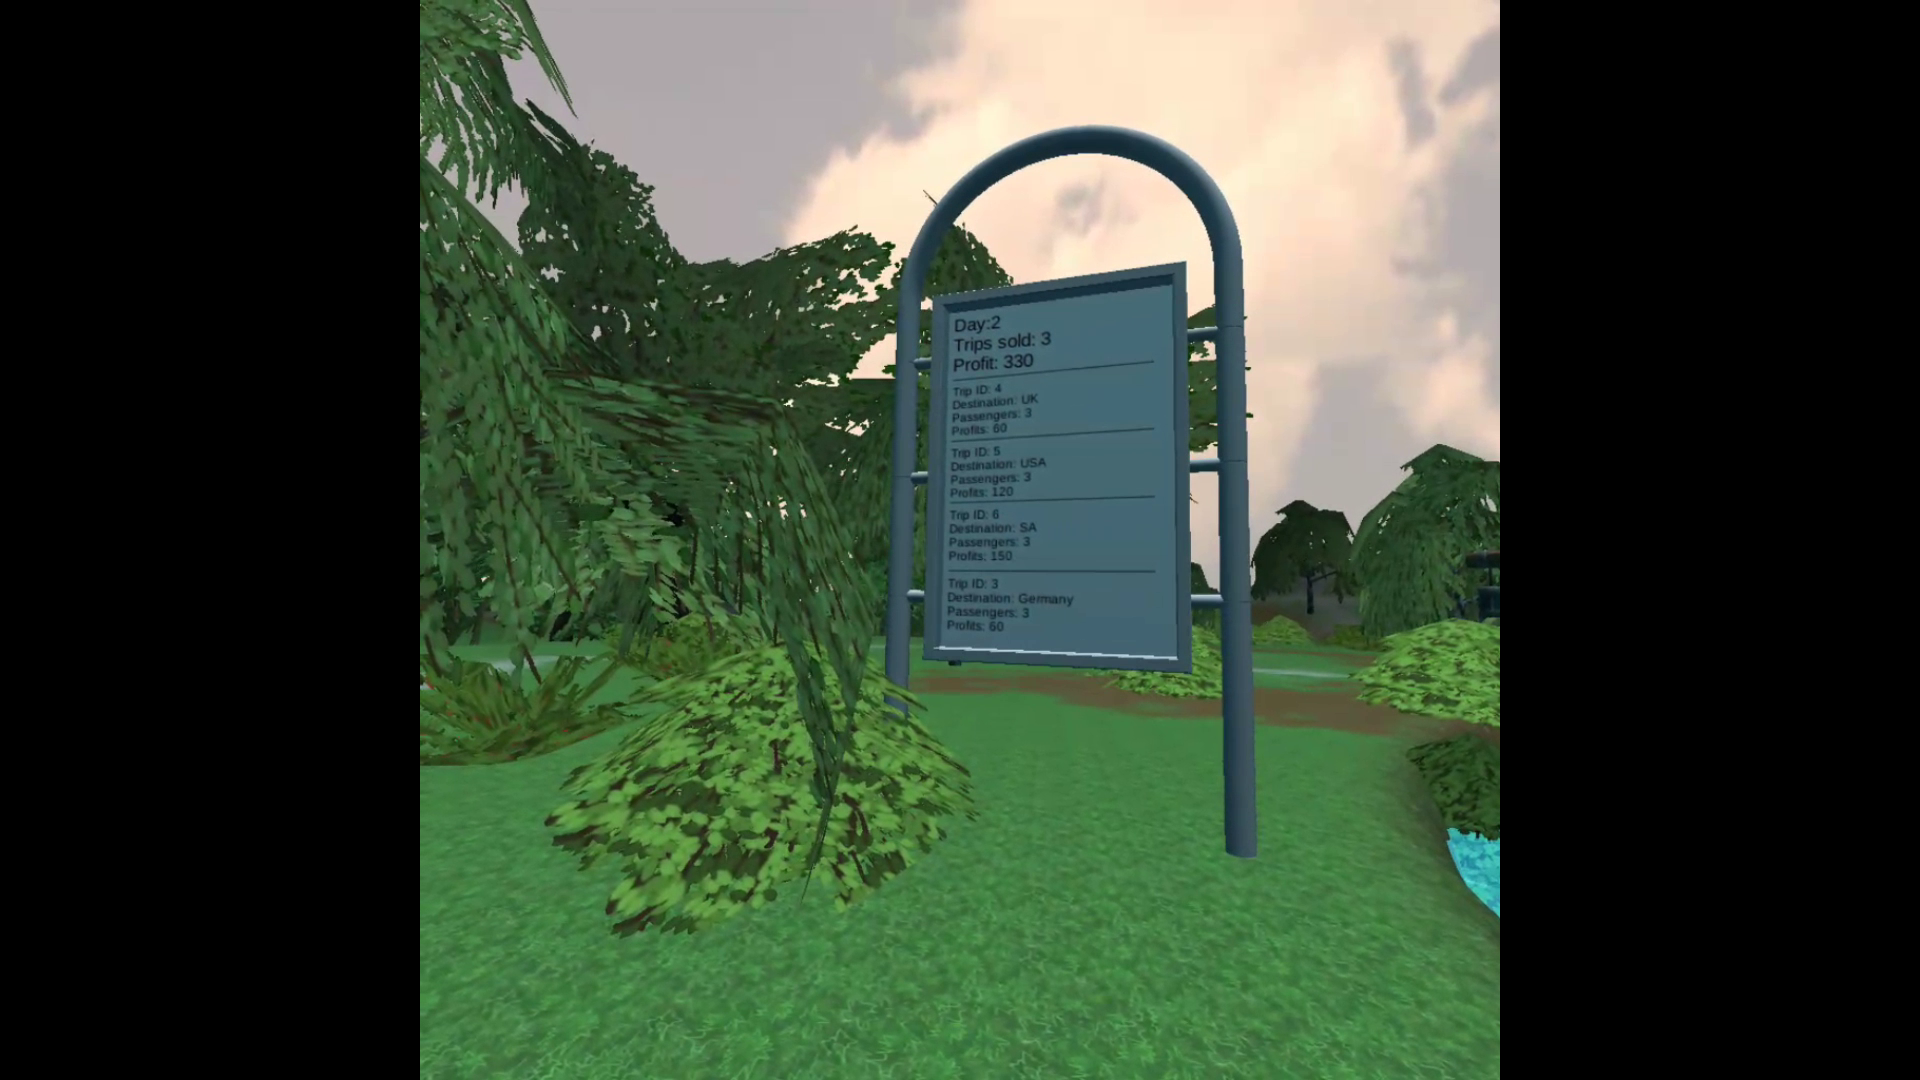 Day:2
Trips sold: 3
Profit: 330
Trip ID: 4
Destination: UK
Passengers: 3
Profits: 60
Trip ID: 5
Destination: USA
Passengers: 3
Profits: 120
Trip ID: 6
Destination: SA
Passengers: 3
Profits: 150
Trip ID: 3
Destination: Germany
Passengers: 3
Profits: 60